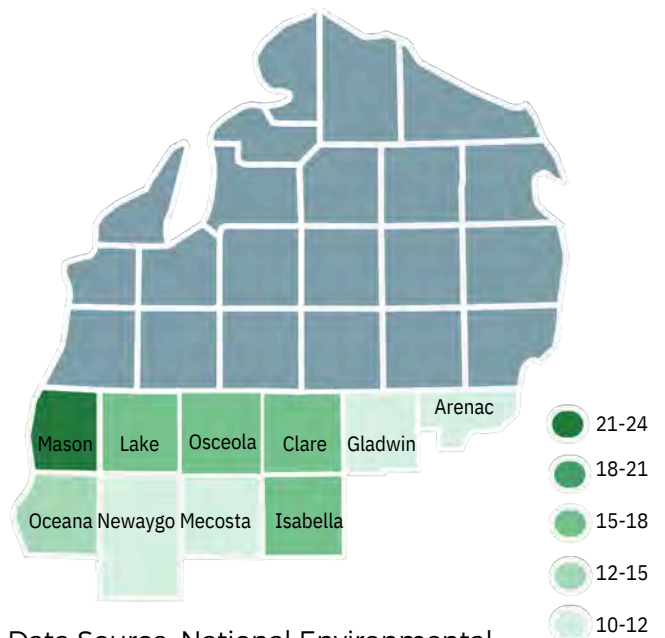 Arenac
Mason Lake Osceola Clare Gladwin
Oceana Newaygo Mecosta Isabella
21-24
18-21
15-18
12-15
10-12
Data Source. National Environmental